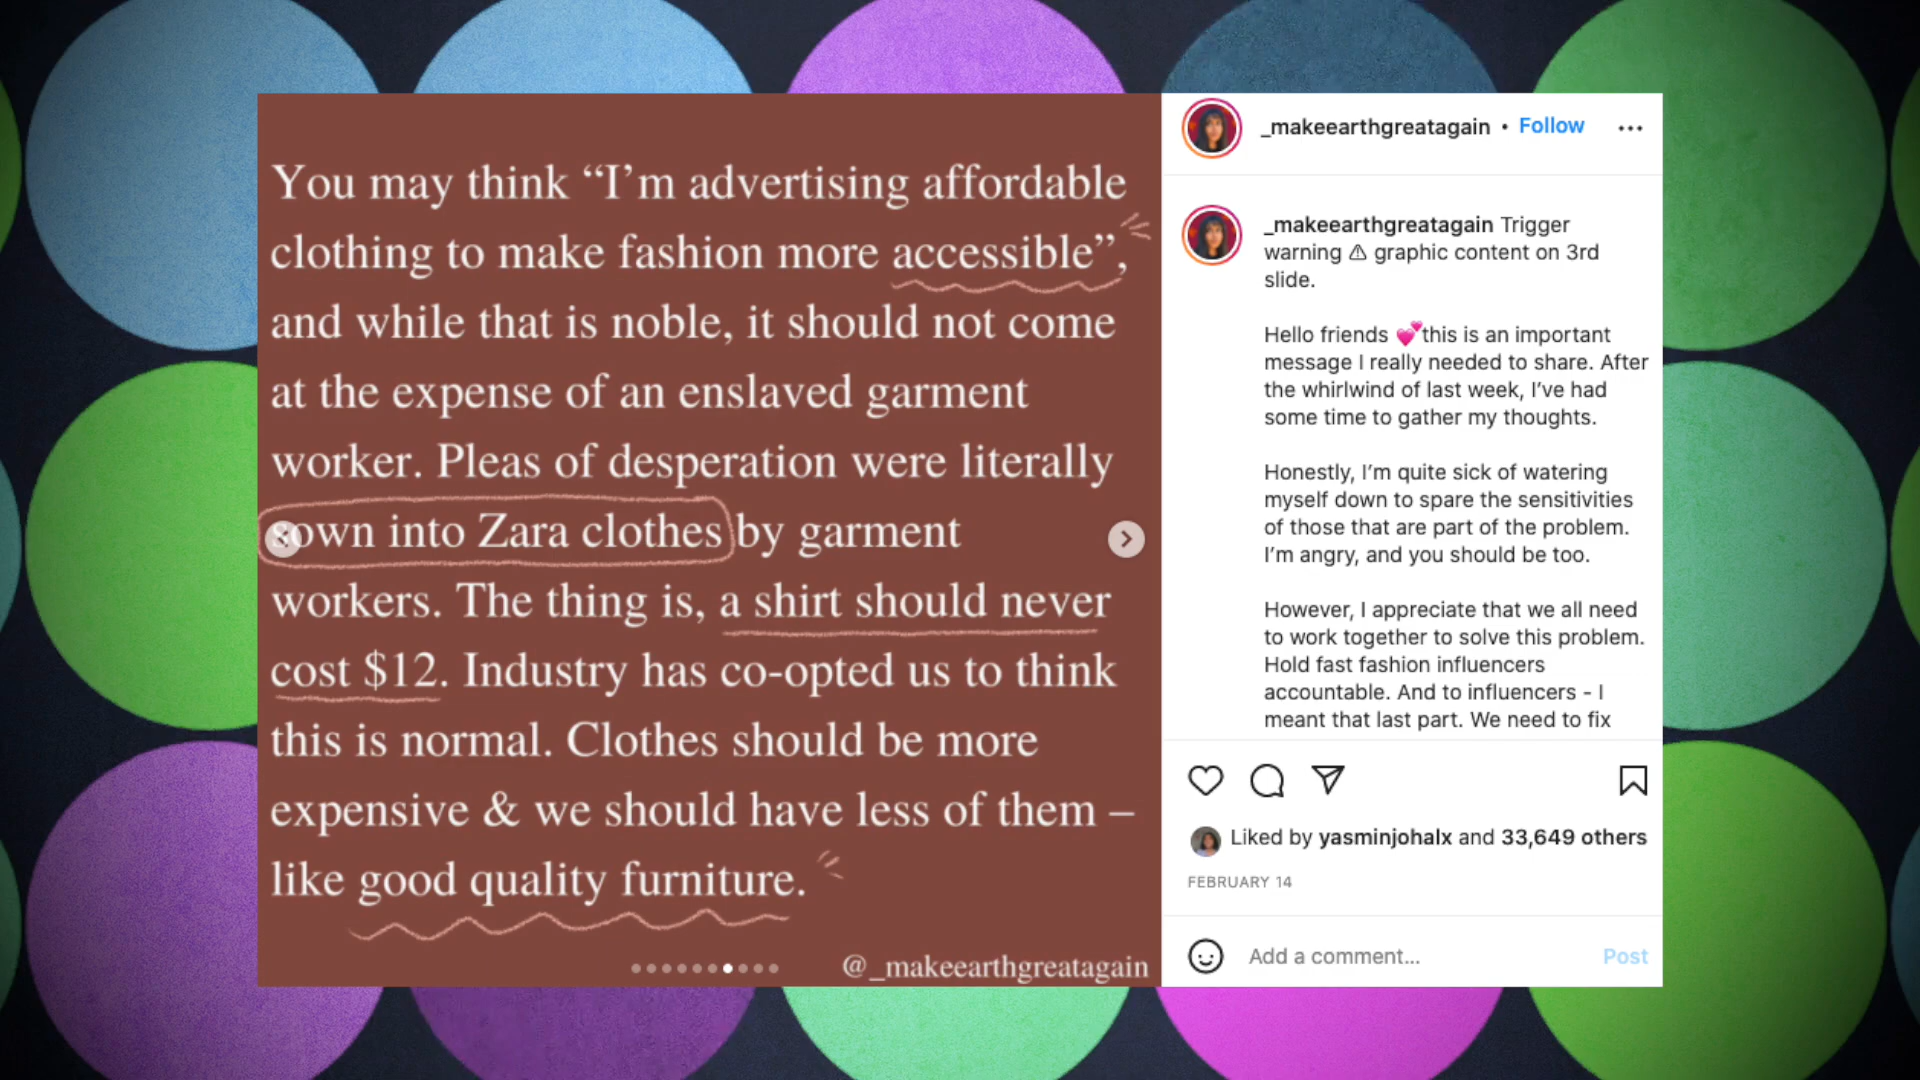 You may think “I’m advertising affordable
clothing to make fashion more accessible”,
and while that is noble, it should not come
at the expense of an enslaved garment
worker. Pleas of desperation were literally
sown into Zara clothes by garment
workers. The thing is, a shirt should never
cost $12. Industry has co-opted us to think
this is normal. Clothes should be more
expensive & we should have less of them –
like good quality furniture.
@_makeearthgreatagain
_makeearthgreatagain • Follow
_makeearthgreatagain Trigger
warning ⚠ graphic content on 3rd
slide.
Hello friends 💕this is an important
message I really needed to share. After
the whirlwind of last week, I’ve had
some time to gather my thoughts.
Honestly, I’m quite sick of watering
myself down to spare the sensitivities
of those that are part of the problem.
I’m angry, and you should be too.
However, I appreciate that we all need
to work together to solve this problem.
Hold fast fashion influencers
accountable. And to influencers - I
meant that last part. We need to fix
Liked by yasminjohalx and 33,649 others
FEBRUARY 14
Add a comment... Post